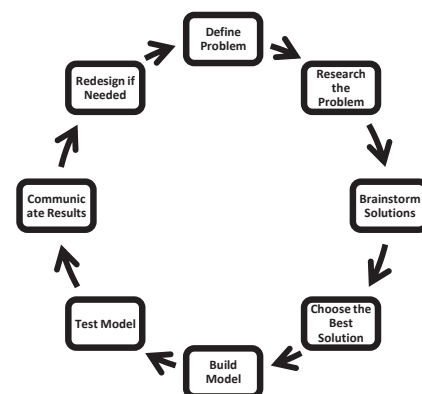 Define
Problem
Research
the
Problem
Brainstorm
Solutions
Choose the
Best
Solution
Build
Model
Test Model
Communic
ate Results
Redesign if
Needed